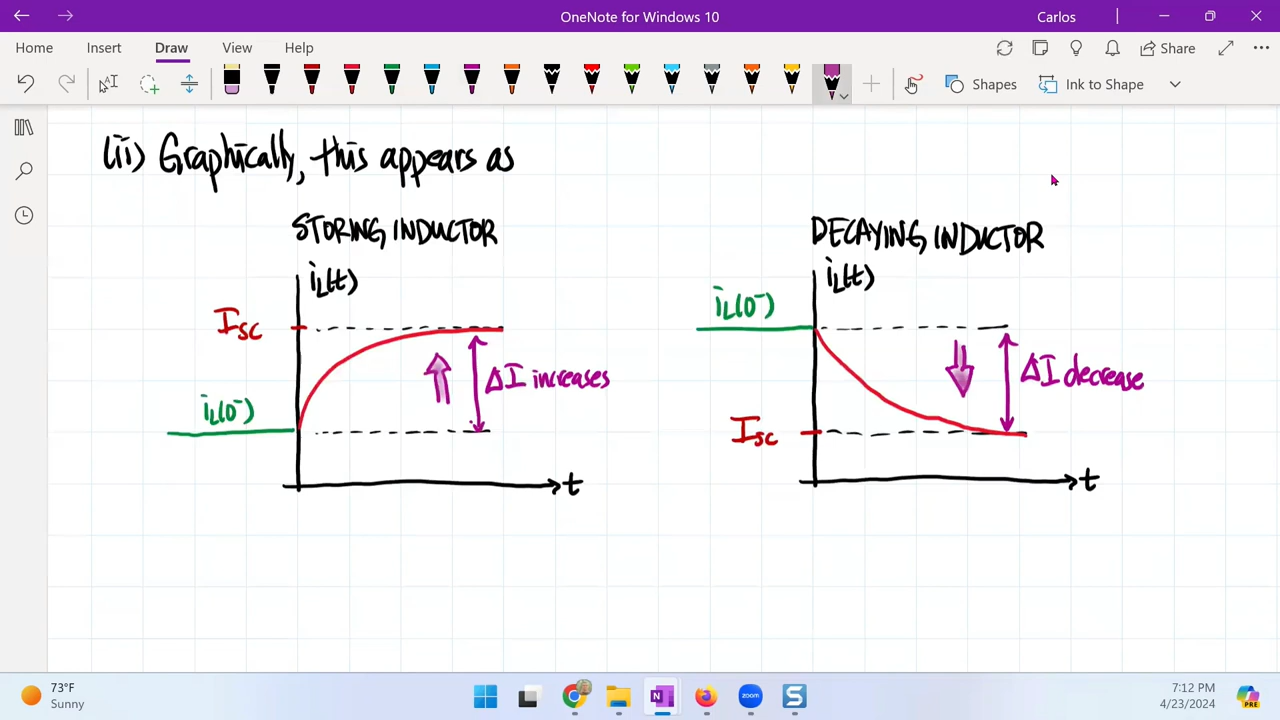 OneNote for Windows 10
Carlos
Home Insert Draw View Help
Share
Shapes
Ink to Shape
(ii) Graphically, this appears as
STORING INDUCTOR
iL(t)
ISC
iL(0-)
ΔI increases
t
DECAYING INDUCTOR
iL(t)
iL(0-)
ISC
ΔI decrease
t
73°F
Sunny
zoom
S
N
7:12 PM
4/23/2024
PRE